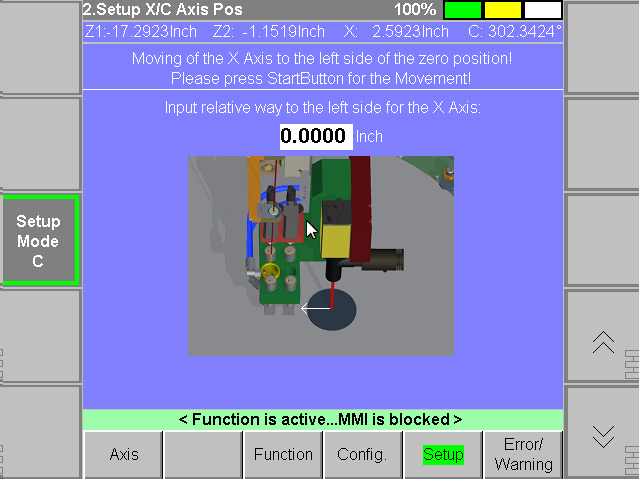 2.Setup X/C Axis Pos 100%
Z1:-17.2923Inch Z2: -1.1519Inch X: 2.5923Inch C: 302.3424°
Moving of the X Axis to the left side of the zero position!
Please press StartButton for the Movement!
Input relative way to the left side for the X Axis:
0.0000 Inch
Setup
Mode
C
< Function is active...MMI is blocked >
Axis Function Config. Setup Error/
Warning